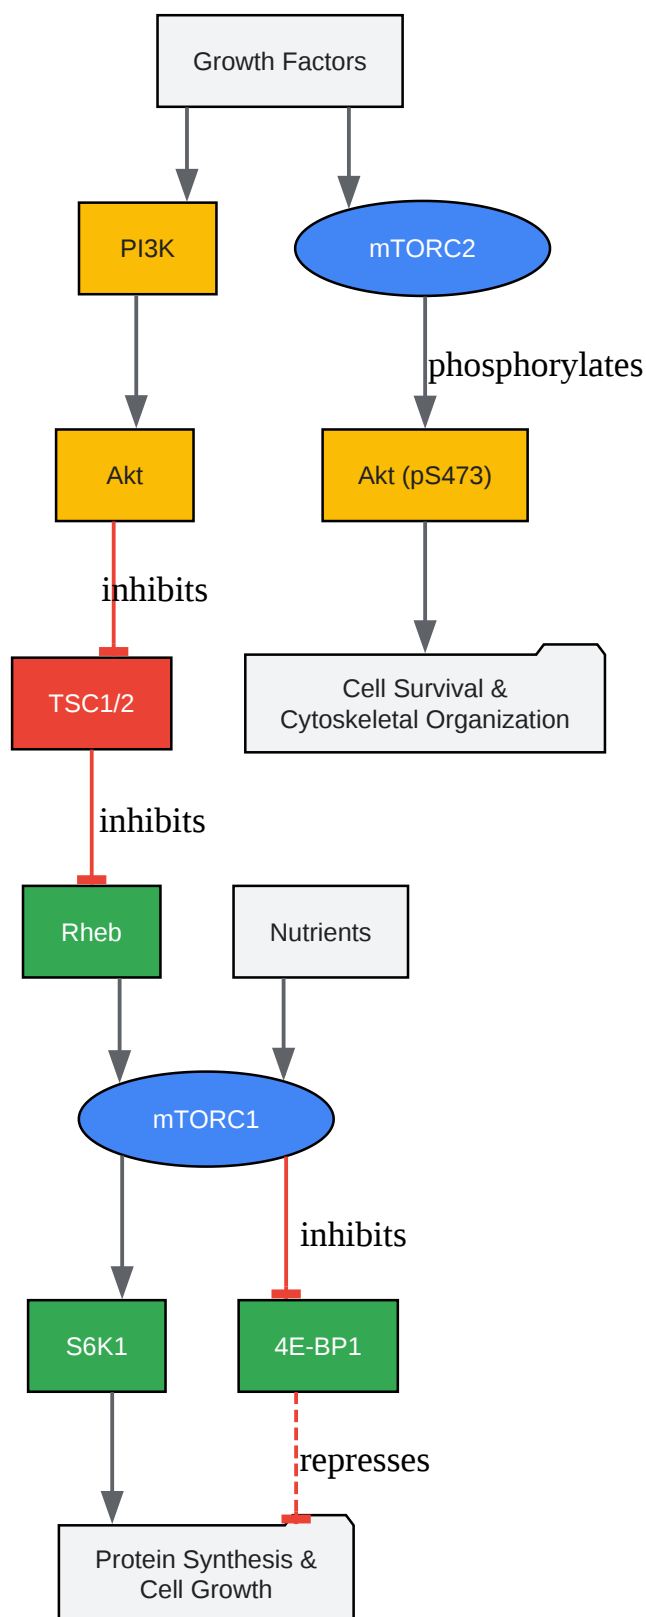 Growth Factors
PI3K
mTORC2
phosphorylates
Akt
Akt (pS473)
inhibits
TSC1/2
Cell Survival &
Cytoskeletal Organization
inhibits
Rheb
Nutrients
mTORC1
inhibits
S6K1
4E-BP1
represses
Protein Synthesis &
Cell Growth